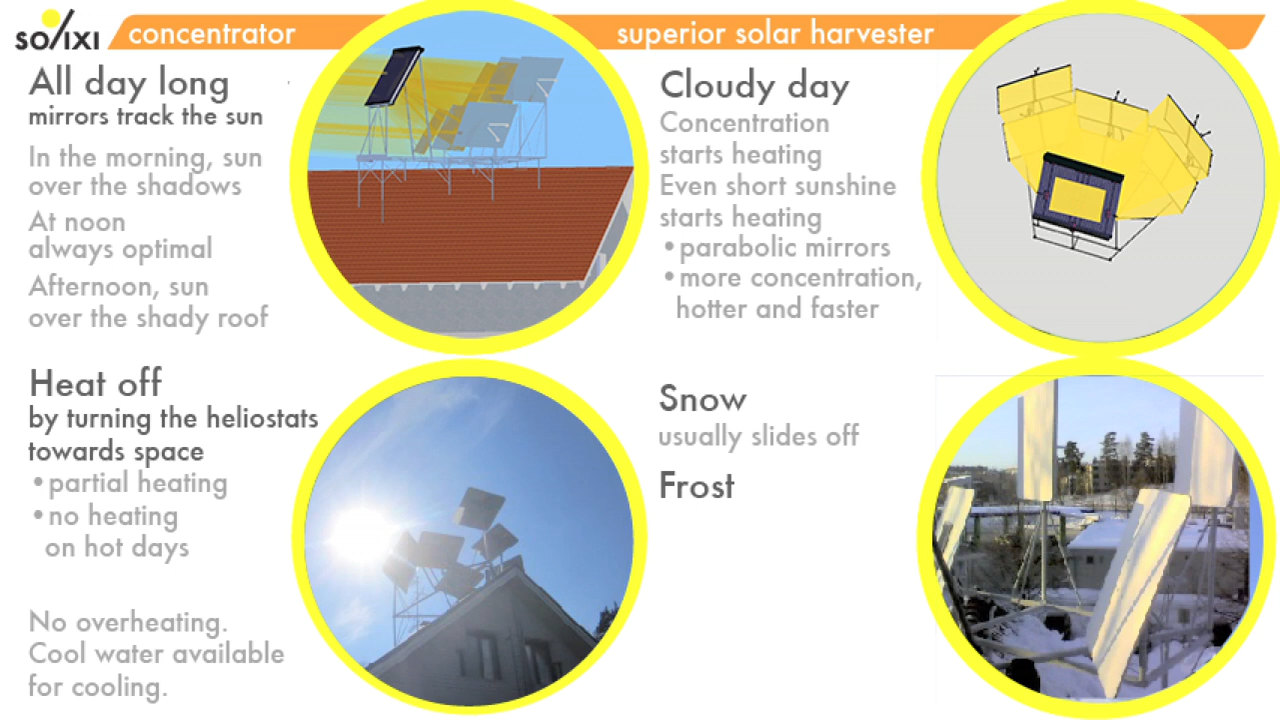 so/ixi
concentrator
superior solar harvester
All day long
mirrors track the sun
In the morning, sun
over the shadows
At noon
always optimal
Afternoon, sun
over the shady roof
Cloudy day
Concentration
starts heating
Even short sunshine
starts heating
•parabolic mirrors
•more concentration,
hotter and faster
Heat off
by turning the heliostats
towards space
•partial heating
•no heating
on hot days
No overheating.
Cool water available
for cooling.
Snow
usually slides off
Frost